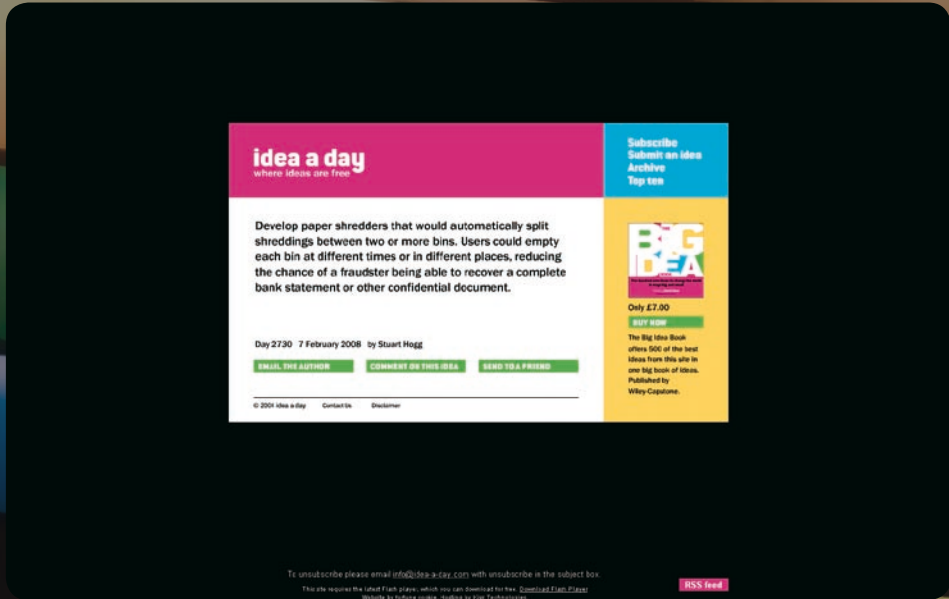 idea a day
where ideas are free
Subscribe
Submit an idea
Archive
Top ten
Develop paper shredders that would automatically split
shreddings between two or more bins. Users could empty
each bin at different times or in different places, reducing
the chance of a fraudster being able to recover a complete
bank statement or other confidential document.
Day 2730 7 February 2008 by Stuart Hogg
EMAIL THE AUTHOR
COMMENT ON THIS IDEA
SEND TO A FRIEND
© 2001 idea a day Contact Us Disclaimer
BIG
IDEA
Only £7.00
BUY NOW
The Big Idea Book
offers 500 of the best
ideas from this site in
one big book of ideas.
Published by
Wiley-Capstone.
To unsubscribe please email info@idea-a-day.com with unsubscribe in the subject box.
This site requires the latest Flash player, which you can download for free. Download Flash Player
RSS feed